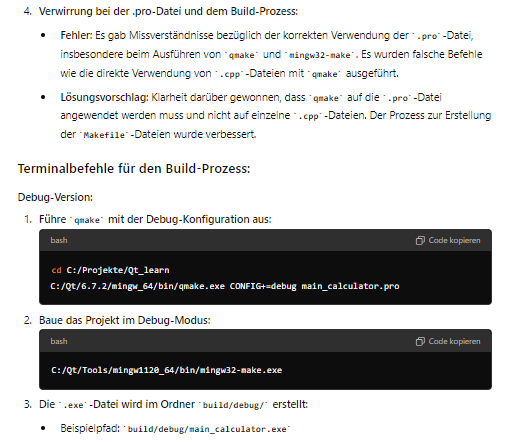 4. Verwirrung bei der .pro-Datei und dem Build-Prozess:
• Fehler: Es gab Missverständnisse bezüglich der korrekten Verwendung der `.pro`-Datei,
insbesondere beim Ausführen von `qmake` und `mingw32-make`. Es wurden falsche Befehle
wie die direkte Verwendung von `.cpp`-Dateien mit `qmake` ausgeführt.
• Lösungsvorschlag: Klarheit darüber gewonnen, dass `qmake` auf die `.pro`-Datei
angewendet werden muss und nicht auf einzelne `.cpp`-Dateien. Der Prozess zur Erstellung
der `Makefile`-Dateien wurde verbessert.
Terminalbefehle für den Build-Prozess:
Debug-Version:
1. Führe `qmake` mit der Debug-Konfiguration aus:
bash Code kopieren
cd C:/Projekte/Qt_learn
C:/Qt/6.7.2/mingw_64/bin/qmake.exe CONFIG+=debug main_calculator.pro
2. Baue das Projekt im Debug-Modus:
bash Code kopieren
C:/Qt/Tools/mingw1120_64/bin/mingw32-make.exe
3. Die `.exe`-Datei wird im Ordner `build/debug/` erstellt:
• Beispielpfad: `build/debug/main_calculator.exe`